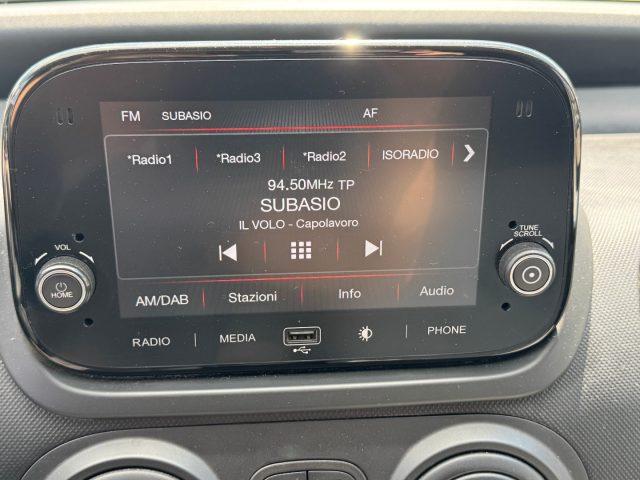 FM SUBASIO AF
*Radio1 *Radio3 *Radio2 ISORADIO
94.50MHz TP
SUBASIO
IL VOLO - Capolavoro
VOL
HOME
TUNE
SCROLL
AM/DAB Stazioni Info Audio
RADIO MEDIA PHONE